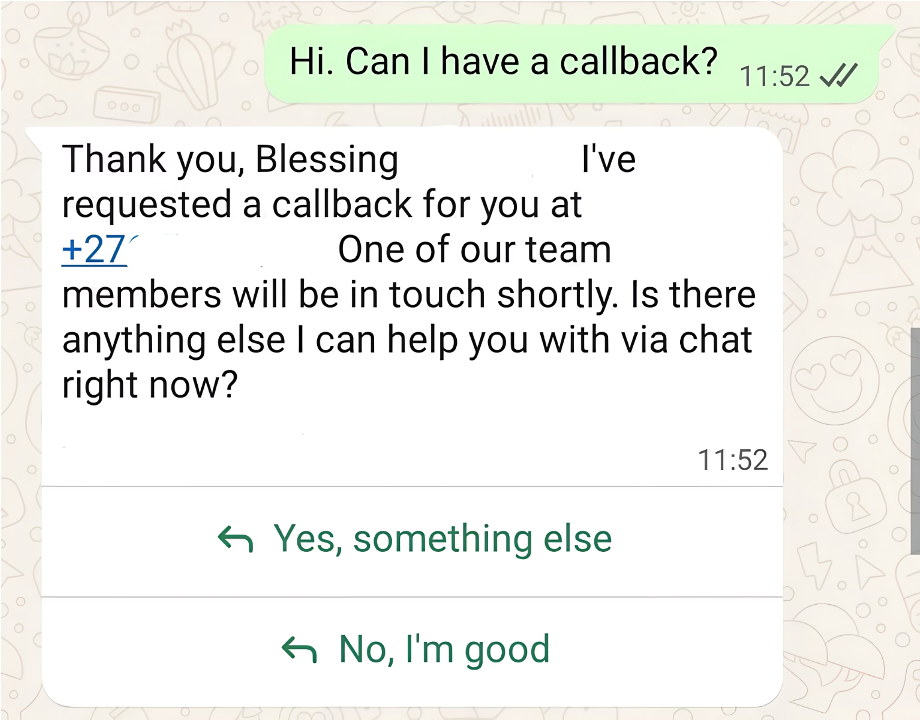 Hi. Can I have a callback?
11:52
Thank you, Blessing I've
requested a callback for you at
+27 One of our team
members will be in touch shortly. Is there
anything else I can help you with via chat
right now?
11:52
Yes, something else
No, I'm good